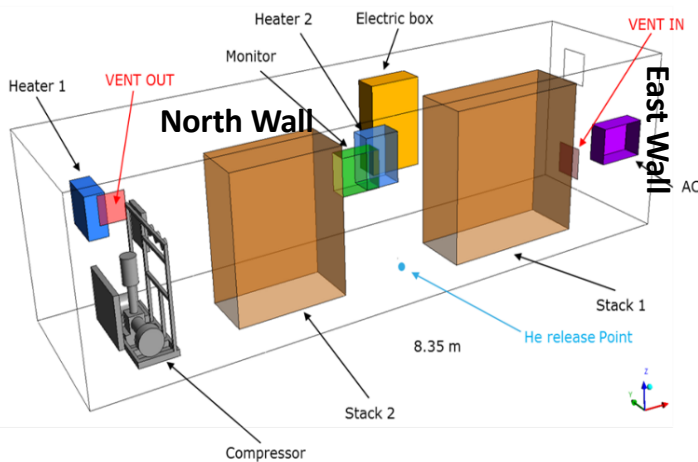 Heater 2
Electric box
VENT IN
Monitor
Heater 1
VENT OUT
North Wall
East Wall
AC
Stack 1
He release Point
8.35 m
Stack 2
Compressor
Z
Y